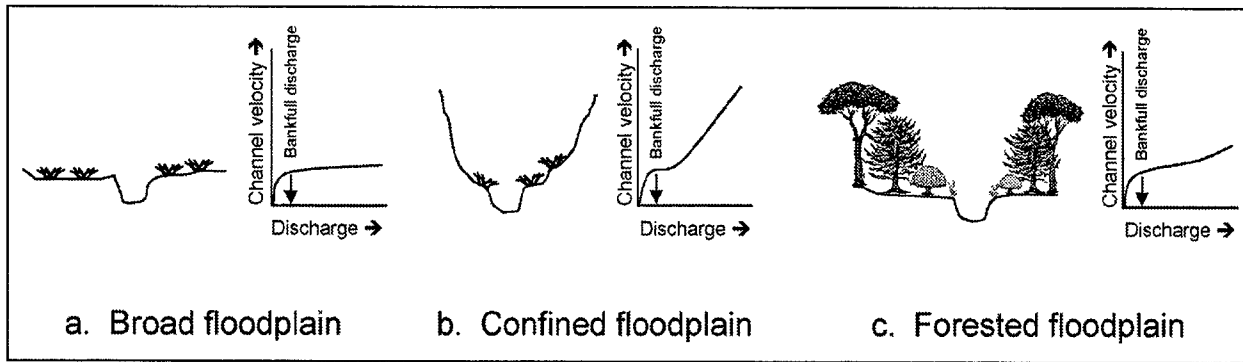 Channel velocity →
Bankfull discharge
Discharge →
a. Broad floodplain
Channel velocity →
Bankfull discharge
Discharge →
b. Confined floodplain
Channel velocity →
Bankfull discharge
Discharge →
c. Forested floodplain